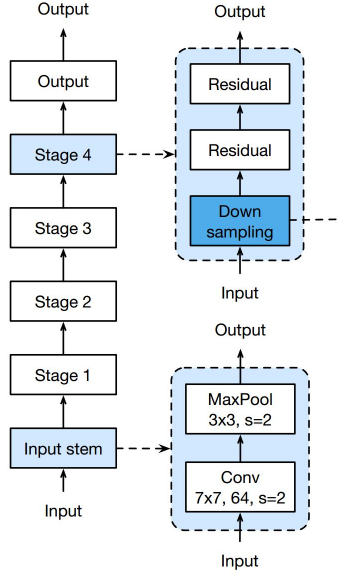 Output
Output
Stage 4
Stage 3
Stage 2
Stage 1
Input stem
Input
Output
Residual
Residual
Down
sampling
Input
Output
MaxPool
3x3, s=2
Conv
7x7, 64, s=2
Input